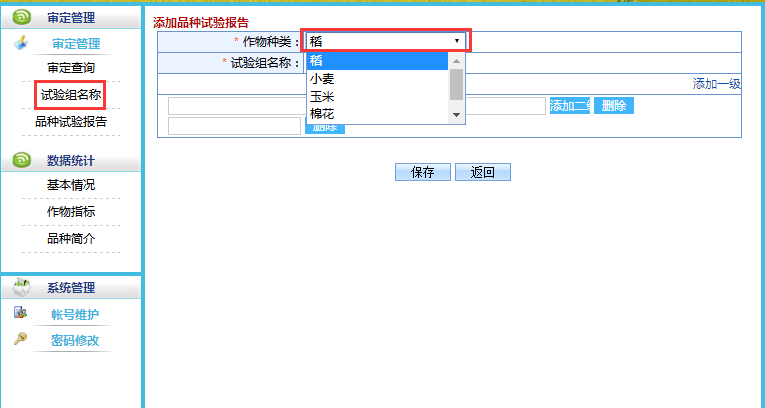 审定管理
审定管理
审定查询
试验组名称
品种试验报告
数据统计
基本情况
作物指标
品种简介
系统管理
帐号维护
密码修改
添加品种试验报告
* 作物种类： 稻
* 试验组名称：
稻
小麦
玉米
棉花
添加一级
添加二级 删除
删除
保存 返回